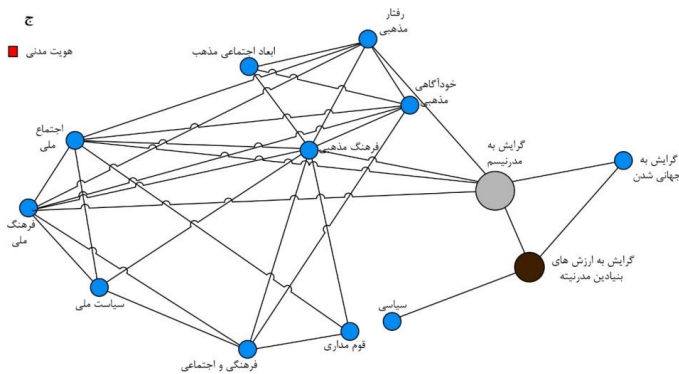 ج
هویت مدنی
رفتار
مذهبی
ابعاد اجتماعی مذهب
خودآگاهی
مذهبی
اجتماع
ملی
فرهنگ مذهبی
گرایش به
مدرنیسم
گرایش به
جهانی شدن
فرهنگ
ملی
گرایش به ارزش های
بنیادین مدرنیته
سیاست ملی
سیاسی
قوم مداری
فرهنگی و اجتماعی